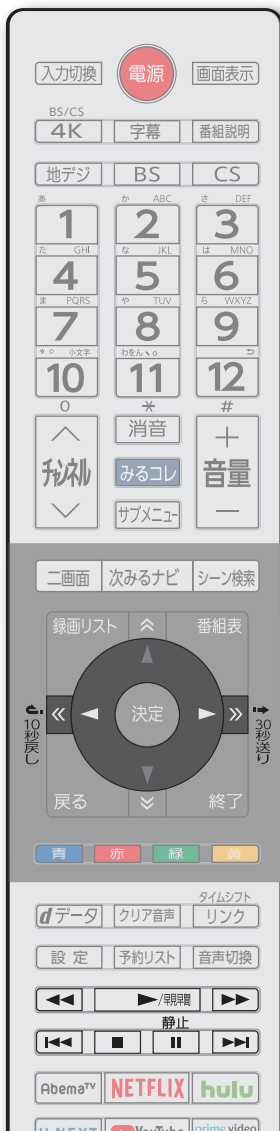 入力切換 電源 画面表示
BS/CS
4K 字幕 番組説明
地デジ BS CS
あ か ABC さ DEF
1 2 3
た GHI な JKL は MNO
4 5 6
ま PQRS や TUV ら WXYZ
7 8 9
小文字 わをん、。
10 11 12
0 * #
消音
チャンネル みるコレ + 音量 -
サブメニュー
二画面 次みるナビ シーン検索
録画リスト 番組表
10秒戻し 決定 30秒送り
戻る 終了
青 赤 緑 黄
タイムシフト
dデータ クリア音声 リンク
設定 予約リスト 音声切換
/早見早聞
静止
AbemaTV NETFLIX hulu
U-NEXT YouTube prime video